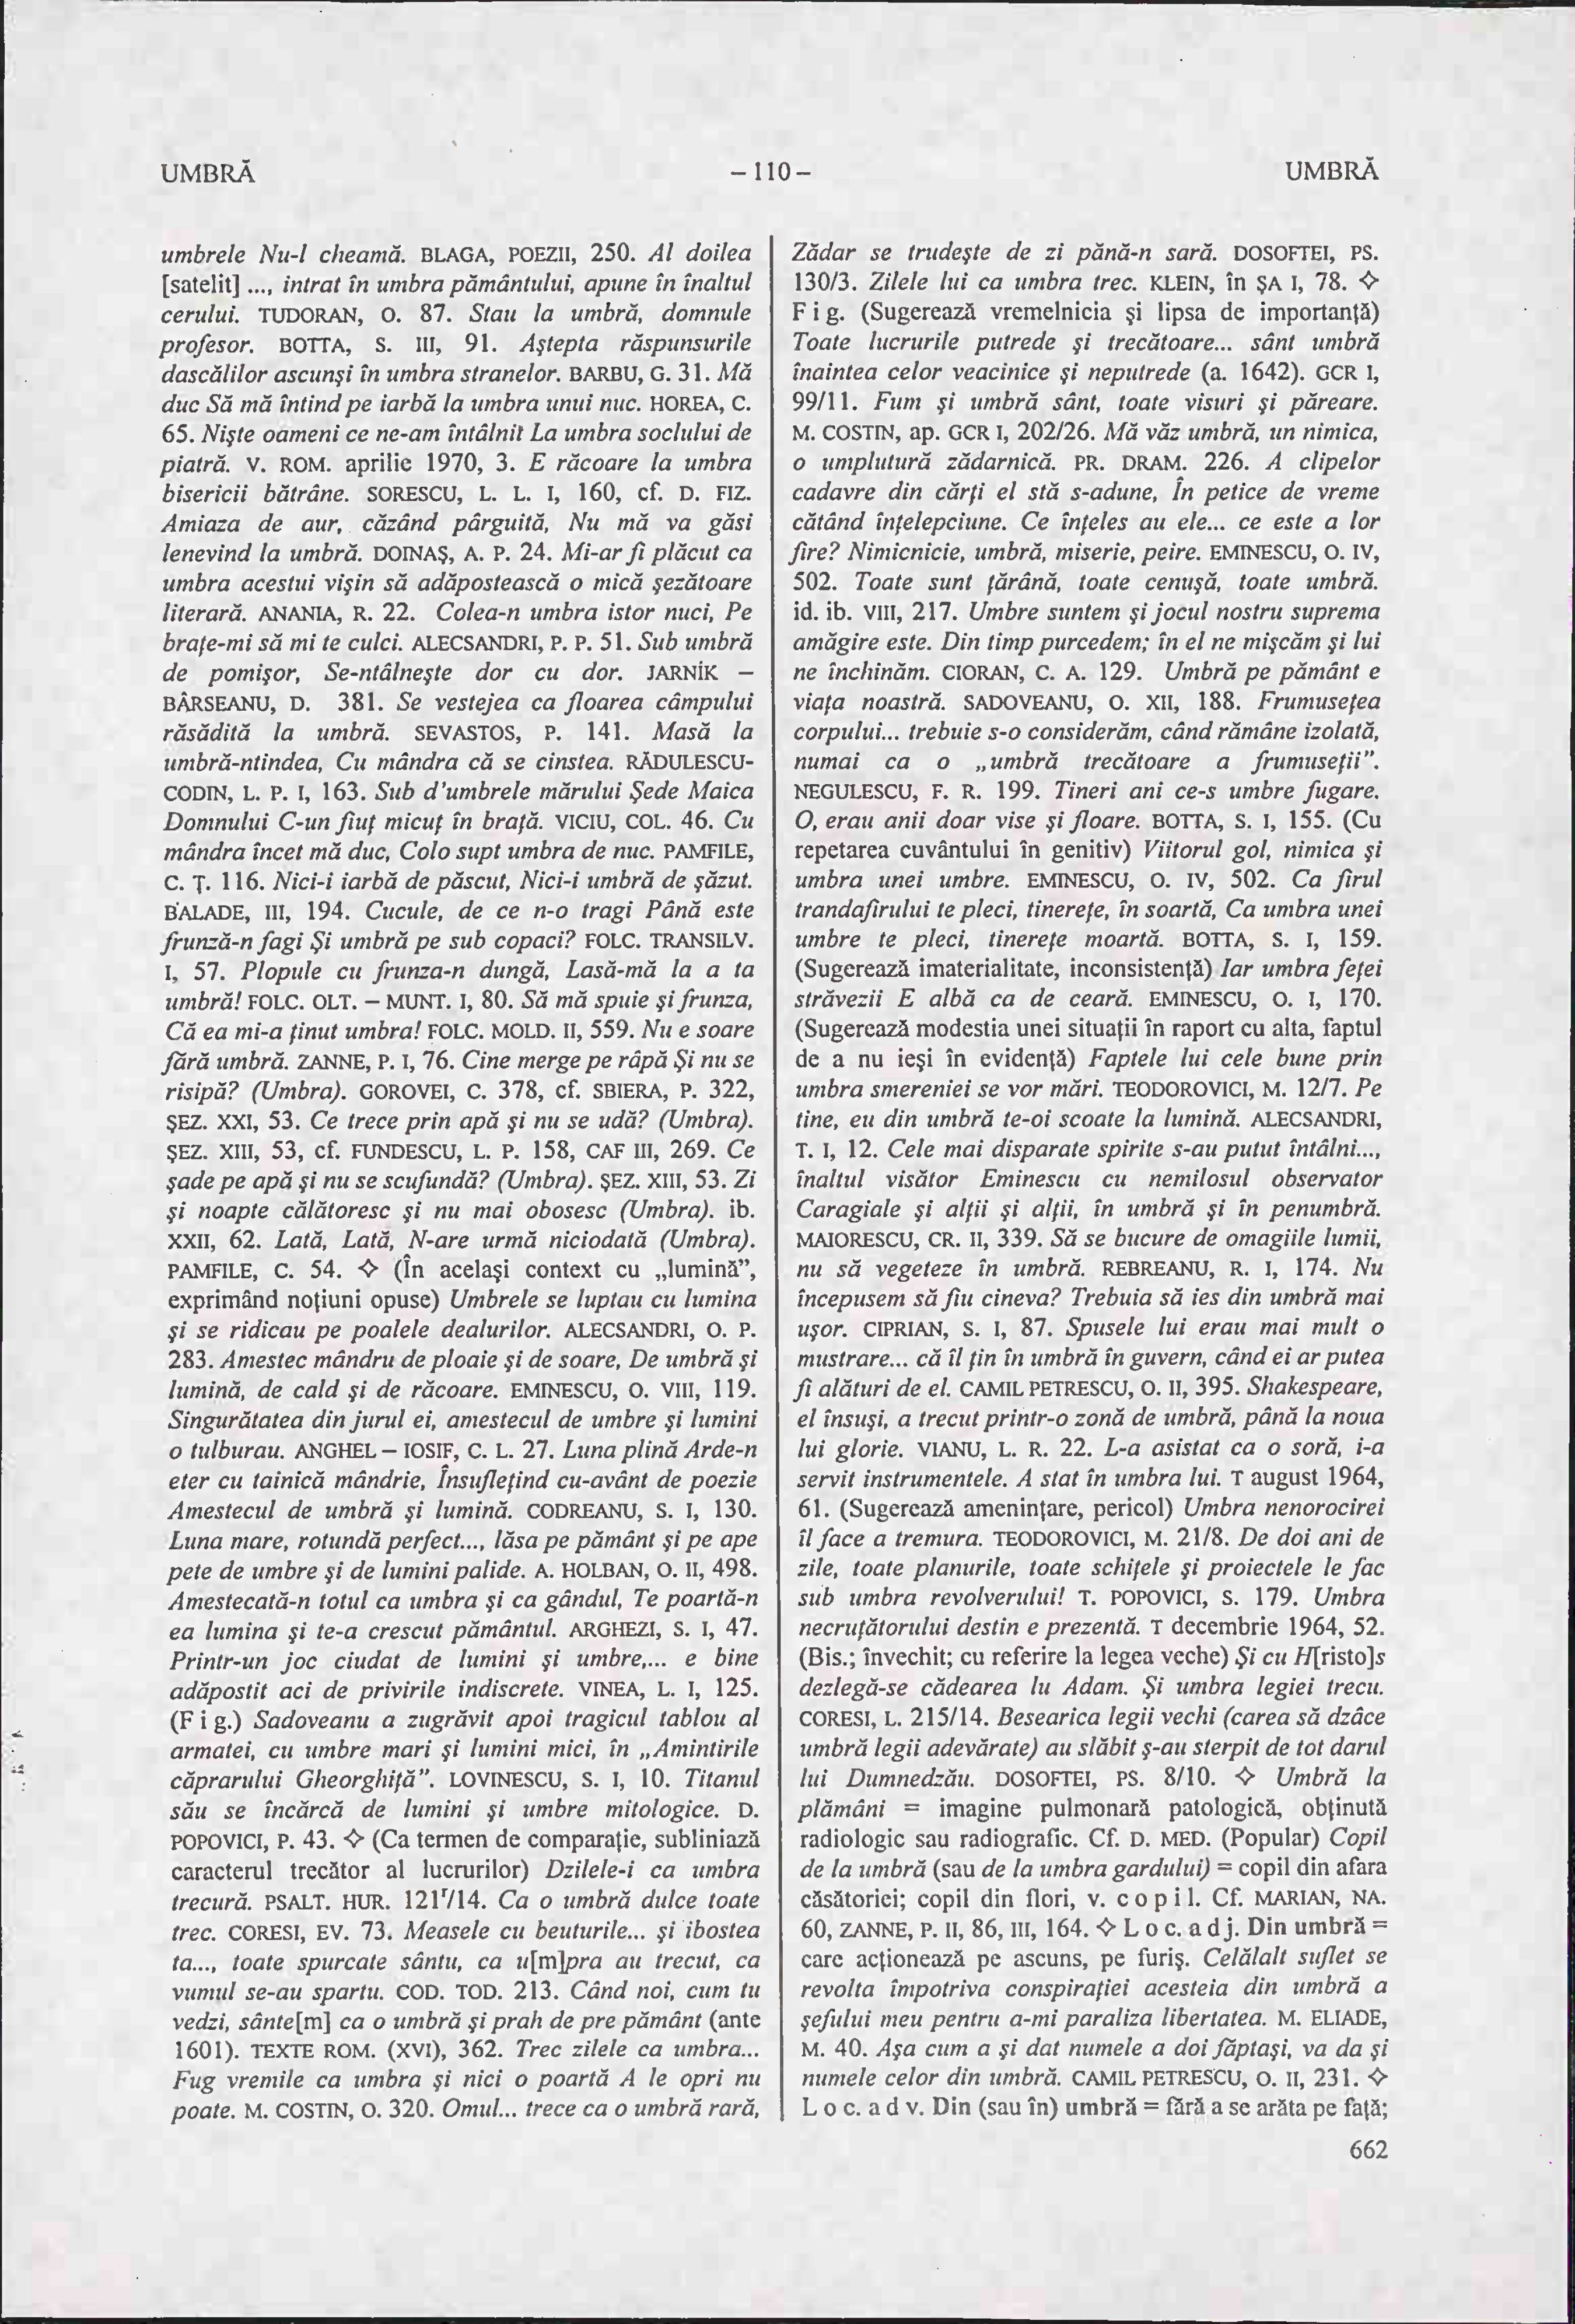 UMBRĂ
– 110 –
UMBRĂ
umbrele Nu-l cheamă. BLAGA, POEZII, 250. Al doilea
[satelit] ..., intrat în umbra pământului, apune în înaltul
cerului. TUDORAN, O. 87. Stau la umbră, domnule
profesor. BOTTA, S. III, 91. Aştepta răspunsurile
dascălilor ascunşi în umbra stranelor. BARBU, G. 31. Mă
duc Să mă întind pe iarbă la umbra unui nuc. HOREA, C.
65. Nişte oameni ce ne-am întâlnit La umbra soclului de
piatră. V. ROM. aprilie 1970, 3. E răcoare la umbra
bisericii bătrâne. SORESCU, L. L. I, 160, cf. D. FIZ.
Amiaza de aur, căzând pârguită, Nu mă va găsi
lenevind la umbră. DOINAŞ, A. P. 24. Mi-ar fi plăcut ca
umbra acestui vişin să adăpostească o mică şezătoare
literară. ANANIA, R. 22. Colea-n umbra istor nuci, Pe
braţe-mi să mi te culci. ALECSANDRI, P. P. 51. Sub umbră
de pomişor, Se-ntâlneşte dor cu dor. JARNÍK –
BÂRSEANU, D. 381. Se vestejea ca floarea câmpului
răsădită la umbră. SEVASTOS, P. 141. Masă la
umbră-ntindea, Cu mândra că se cinstea. RĂDULESCU-
CODIN, L. P. I, 163. Sub d’umbrele mărului Şede Maica
Domnului C-un fiuţ micuţ în braţă. VICIU, COL. 46. Cu
mândra încet mă duc, Colo supt umbra de nuc. PAMFILE,
C. Ţ. 116. Nici-i iarbă de păscut, Nici-i umbră de şăzut.
BALADE, III, 194. Cucule, de ce n-o tragi Până este
frunză-n fagi Şi umbră pe sub copaci? FOLC. TRANSILV.
I, 57. Plopule cu frunza-n dungă, Lasă-mă la a ta
umbră! FOLC. OLT. – MUNT. I, 80. Să mă spuie şi frunza,
Că ea mi-a ţinut umbra! FOLC. MOLD. II, 559. Nu e soare
fără umbră. ZANNE, P. I, 76. Cine merge pe râpă Şi nu se
risipă? (Umbra). GOROVEI, C. 378, cf. SBIERA, P. 322,
ŞEZ. XXI, 53. Ce trece prin apă şi nu se udă? (Umbra).
ŞEZ. XIII, 53, cf. FUNDESCU, L. P. 158, CAF III, 269. Ce
şade pe apă şi nu se scufundă? (Umbra). ŞEZ. XIII, 53. Zi
şi noapte călătoresc şi nu mai obosesc (Umbra). ib.
XXII, 62. Lată, Lată, N-are urmă niciodată (Umbra).
PAMFILE, C. 54. ◇ (În acelaşi context cu „lumină”,
exprimând noţiuni opuse) Umbrele se luptau cu lumina
şi se ridicau pe poalele dealurilor. ALECSANDRI, O. P.
283. Amestec mândru de ploaie şi de soare, De umbră şi
lumină, de cald şi de răcoare. EMINESCU, O. VIII, 119.
Singurătatea din jurul ei, amestecul de umbre şi lumini
o tulburau. ANGHEL – IOSIF, C. L. 27. Luna plină Arde-n
eter cu tainică mândrie, Însufleţind cu-avânt de poezie
Amestecul de umbră şi lumină. CODREANU, S. I, 130.
Luna mare, rotundă perfect..., lăsa pe pământ şi pe ape
pete de umbre şi de lumini palide. A. HOLBAN, O. II, 498.
Amestecată-n totul ca umbra şi ca gândul, Te poartă-n
ea lumina şi te-a crescut pământul. ARGHEZI, S. I, 47.
Printr-un joc ciudat de lumini şi umbre,... e bine
adăpostit aci de privirile indiscrete. VINEA, L. I, 125.
(F i g.) Sadoveanu a zugrăvit apoi tragicul tablou al
armatei, cu umbre mari şi lumini mici, în „Amintirile
căprarului Gheorghiţă”. LOVINESCU, S. I, 10. Titanul
său se încărcă de lumini şi umbre mitologice. D.
POPOVICI, P. 43. ◇ (Ca termen de comparaţie, subliniază
caracterul trecător al lucrurilor) Dzilele-i ca umbra
trecură. PSALT. HUR. 121ʳ/14. Ca o umbră dulce toate
trec. CORESI, EV. 73. Measele cu beuturile... şi ibostea
ta..., toate spurcate sântu, ca u[m]pra au trecut, ca
vumul se-au spartu. COD. TOD. 213. Când noi, cum tu
vedzi, sânte[m] ca o umbră şi prah de pre pământ (ante
1601). TEXTE ROM. (XVI), 362. Trec zilele ca umbra...
Fug vremile ca umbra şi nici o poartă A le opri nu
poate. M. COSTIN, O. 320. Omul... trece ca o umbră rară,
Zădar se trudeşte de zi pănă-n sară. DOSOFTEI, PS.
130/3. Zilele lui ca umbra trec. KLEIN, în ŞA I, 78. ◇
F i g. (Sugerează vremelnicia şi lipsa de importanţă)
Toate lucrurile putrede şi trecătoare... sânt umbră
înaintea celor veacinice şi neputrede (a. 1642). GCR I,
99/11. Fum şi umbră sânt, toate visuri şi păreare.
M. COSTIN, ap. GCR I, 202/26. Mă văz umbră, un nimica,
o umplutură zădarnică. PR. DRAM. 226. A clipelor
cadavre din cărţi el stă s-adune, În petice de vreme
cătând înţelepciune. Ce înţeles au ele... ce este a lor
fire? Nimicnicie, umbră, miserie, peire. EMINESCU, O. IV,
502. Toate sunt ţărână, toate cenuşă, toate umbră.
id. ib. VIII, 217. Umbre suntem şi jocul nostru suprema
amăgire este. Din timp purcedem; în el ne mişcăm şi lui
ne închinăm. CIORAN, C. A. 129. Umbră pe pământ e
viaţa noastră. SADOVEANU, O. XII, 188. Frumuseţea
corpului... trebuie s-o considerăm, când rămâne izolată,
numai ca o „umbră trecătoare a frumuseţii”.
NEGULESCU, F. R. 199. Tineri ani ce-s umbre fugare.
O, erau anii doar vise şi floare. BOTTA, S. I, 155. (Cu
repetarea cuvântului în genitiv) Viitorul gol, nimica şi
umbra unei umbre. EMINESCU, O. IV, 502. Ca firul
trandafirului te pleci, tinereţe, în soartă, Ca umbra unei
umbre te pleci, tinereţe moartă. BOTTA, S. I, 159.
(Sugerează imaterialitate, inconsistenţă) Iar umbra feţei
străvezii E albă ca de ceară. EMINESCU, O. I, 170.
(Sugerează modestia unei situaţii în raport cu alta, faptul
de a nu ieşi în evidenţă) Faptele lui cele bune prin
umbra smereniei se vor mări. TEODOROVICI, M. 12/7. Pe
tine, eu din umbră te-oi scoate la lumină. ALECSANDRI,
T. I, 12. Cele mai disparate spirite s-au putut întâlni...,
înaltul visător Eminescu cu nemilosul observator
Caragiale şi alţii şi alţii, în umbră şi în penumbră.
MAIORESCU, CR. II, 339. Să se bucure de omagiile lumii,
nu să vegeteze în umbră. REBREANU, R. I, 174. Nu
începusem să fiu cineva? Trebuia să ies din umbră mai
uşor. CIPRIAN, S. I, 87. Spusele lui erau mai mult o
mustrare... că îl ţin în umbră în guvern, când ei ar putea
fi alături de el. CAMIL PETRESCU, O. II, 395. Shakespeare,
el însuşi, a trecut printr-o zonă de umbră, până la noua
lui glorie. VIANU, L. R. 22. L-a asistat ca o soră, i-a
servit instrumentele. A stat în umbra lui. T august 1964,
61. (Sugerează ameninţare, pericol) Umbra nenorocirei
îl face a tremura. TEODOROVICI, M. 21/8. De doi ani de
zile, toate planurile, toate schiţele şi proiectele le fac
sub umbra revolverului! T. POPOVICI, S. 179. Umbra
necruţătorului destin e prezentă. T decembrie 1964, 52.
(Bis.; învechit; cu referire la legea veche) Şi cu H[risto]s
dezlegă-se cădearea lu Adam. Şi umbra legiei trecu.
CORESI, L. 215/14. Besearica legii vechi (carea să dzâce
umbră legii adevărate) au slăbit ş-au sterpit de tot darul
lui Dumnedzău. DOSOFTEI, PS. 8/10. ◇ Umbră la
plămâni = imagine pulmonară patologică, obţinută
radiologic sau radiografic. Cf. D. MED. (Popular) Copil
de la umbră (sau de la umbra gardului) = copil din afara
căsătoriei; copil din flori, v. c o p i l. Cf. MARIAN, NA.
60, ZANNE, P. II, 86, III, 164. ◇ L o c. a d j. Din umbră =
care acţionează pe ascuns, pe furiş. Celălalt suflet se
revolta împotriva conspiraţiei acesteia din umbră a
şefului meu pentru a-mi paraliza libertatea. M. ELIADE,
M. 40. Aşa cum a şi dat numele a doi făptaşi, va da şi
numele celor din umbră. CAMIL PETRESCU, O. II, 231. ◇
L o c. a d v. Din (sau în) umbră = fără a se arăta pe faţă;
662